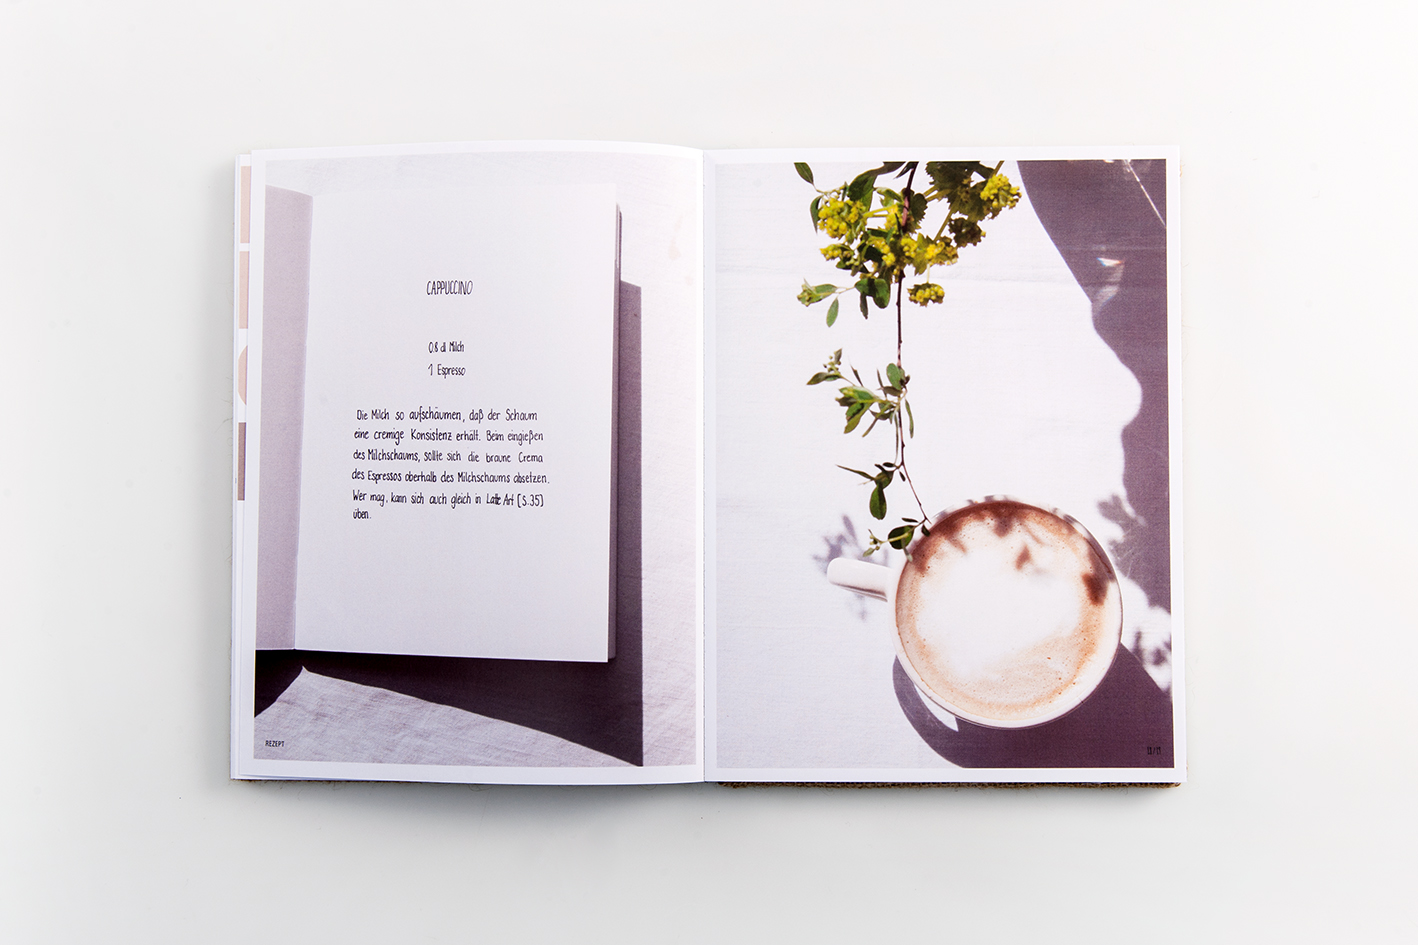 CAPPUCCINO
0.8 dl Milch
1 Espresso
Die Milch so aufschäumen, daß der Schaum
eine cremige Konsistenz erhält. Beim eingießen
des Milchschaums, sollte sich die braune Crema
des Espressos oberhalb des Milchschaums absetzen.
Wer mag, kann sich auch gleich in Latte Art [S.35]
üben.
REZEPT